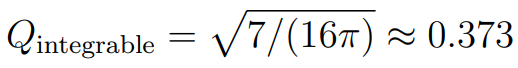 Q_integrable = √7/(16π) ≈ 0.373